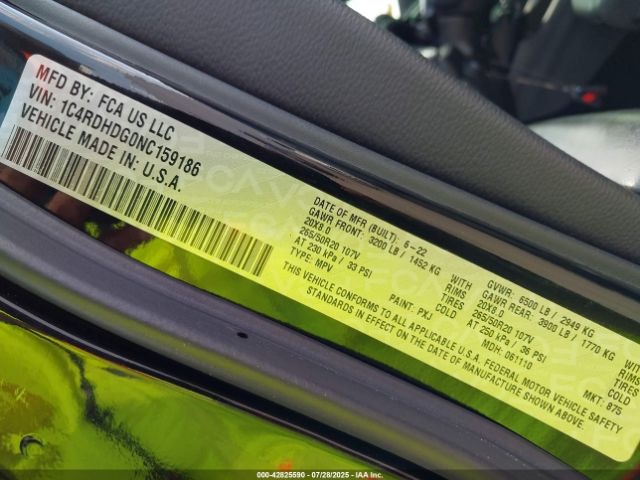 MFD BY: FCA US LLC
VIN: 1C4RDHDG0NC159186
VEHICLE MADE IN: U.S.A.
DATE OF MFR (BUILT): 6-22
GAWR FRONT: 3200 LB / 1452 KG WITH
20X8.0 RIMS
265/50R20 107V TIRES
AT 230 kPa / 33 PSI COLD
TYPE: MPV
GVWR: 6500 LB / 2949 KG
GAWR REAR: 3900 LB / 1770 KG WITH
20X8.0 RIMS
265/50R20 107V TIRES
AT 250 kPa / 36 PSI COLD
PAINT: PXJ MDH: 061110 MKT: 875
THIS VEHICLE CONFORMS TO ALL APPLICABLE U.S.A. FEDERAL MOTOR VEHICLE SAFETY
STANDARDS IN EFFECT ON THE DATE OF MANUFACTURE SHOWN ABOVE.
000-42825590 - 07/28/2025 - IAAI.COM